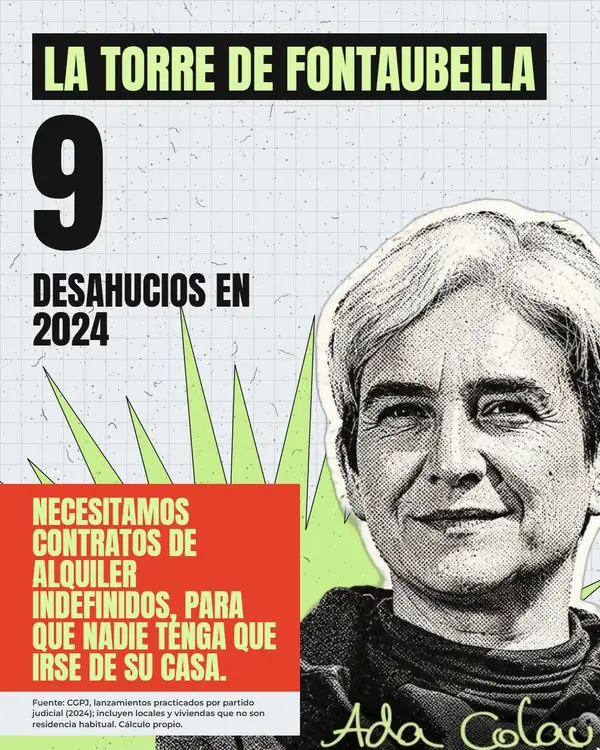 LA TORRE DE FONTAUBELLA
9
DESAHUCIOS EN
2024
NECESITAMOS
CONTRATOS DE
ALQUILER
INDEFINIDOS, PARA
QUE NADIE TENGA QUE
IRSE DE SU CASA.
Fuente: CGPJ, lanzamientos practicados por partido
judicial (2024); incluyen locales y viviendas que no son
residencia habitual. Cálculo propio.
Ada Colau